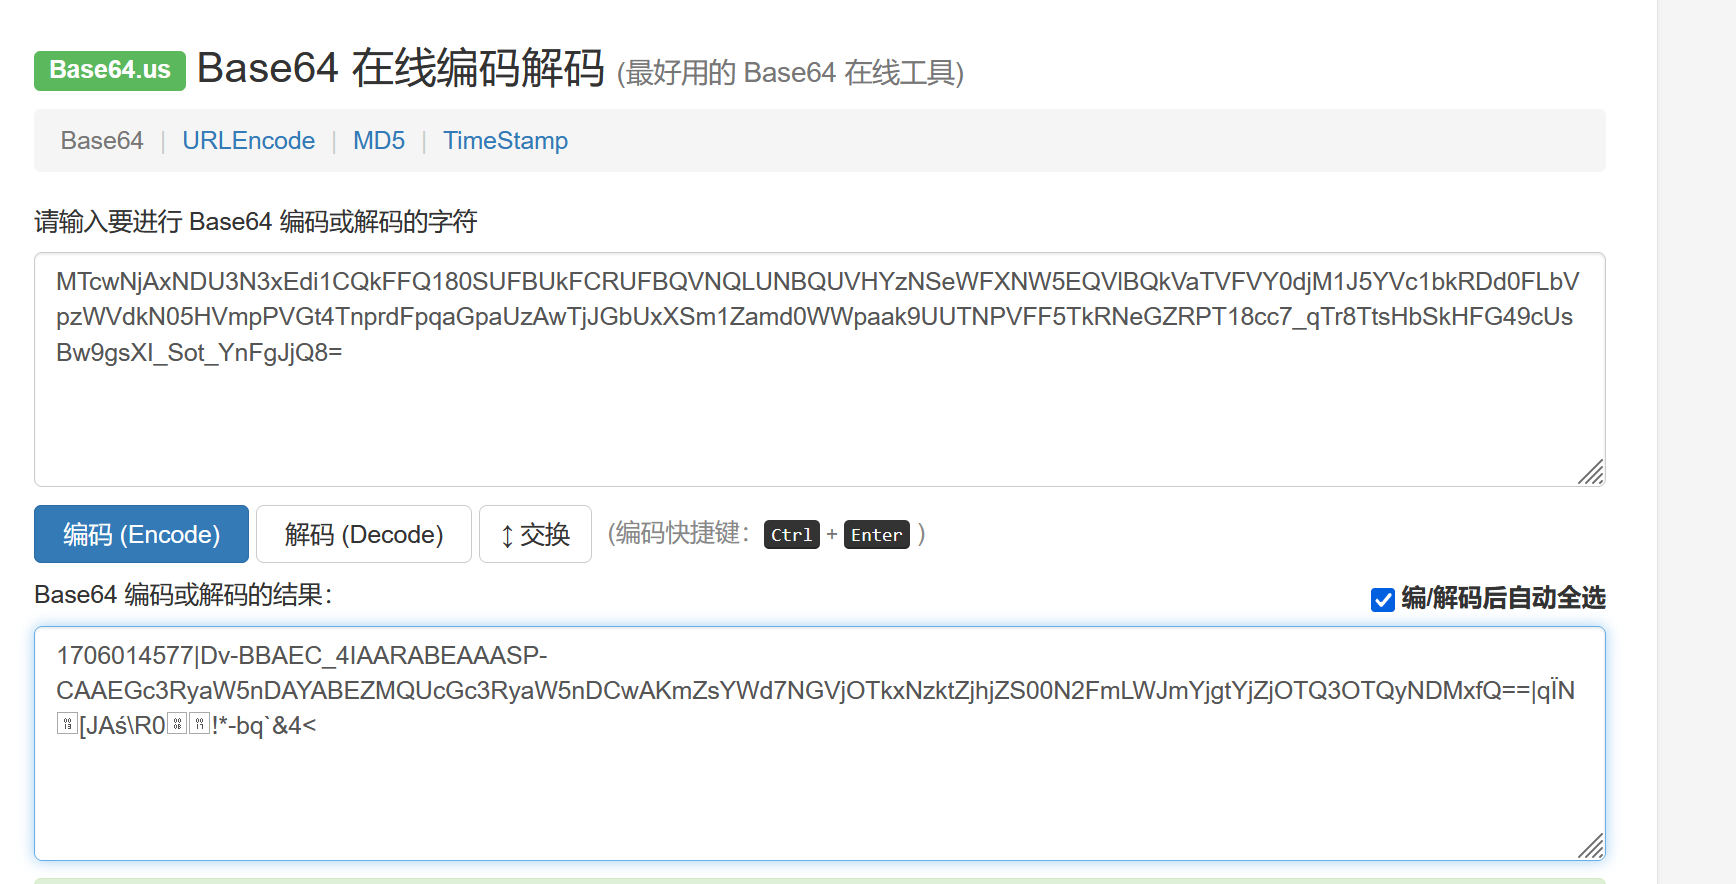 Base64.us Base64 在线编码解码 (最好用的 Base64 在线工具)
Base64 | URLEncode | MD5 | TimeStamp
请输入要进行 Base64 编码或解码的字符
MTcwNjAxNDU3N3xEdi1CQkFFQ180SUFBUkFCRUFBQVNQLUNBQUVHYzNSeWFXNW5EQVlBQkVaTVFVY0djM1J5YVc1bkRDd0FLbV
pzWVdkN05HVmpPVGt4TnprdFpqaGpaUzAwTjJGbUxXSm1Zamd0WWpaak9UUTNPVFF5TkRNeGZRPT18cc7_qTr8TtsHbSkHFG49cUs
Bw9gsXI_Sot_YnFgJjQ8=
编码 (Encode) 解码 (Decode) ↕ 交换 (编码快捷键： Ctrl + Enter )
Base64 编码或解码的结果：
编/解码后自动全选
1706014577|Dv-BBAEC_4IAARABEAAASP-
CAAEGc3RyaW5nDAYABEZMQUcGc3RyaW5nDCwAKmZsYWd7NGVjOTkxNzktZjhjZS00N2FmLWJmYjgtYjZjOTQ3OTQyNDMxfQ==|qÏN
[JAś\R0!*-bq`&4<